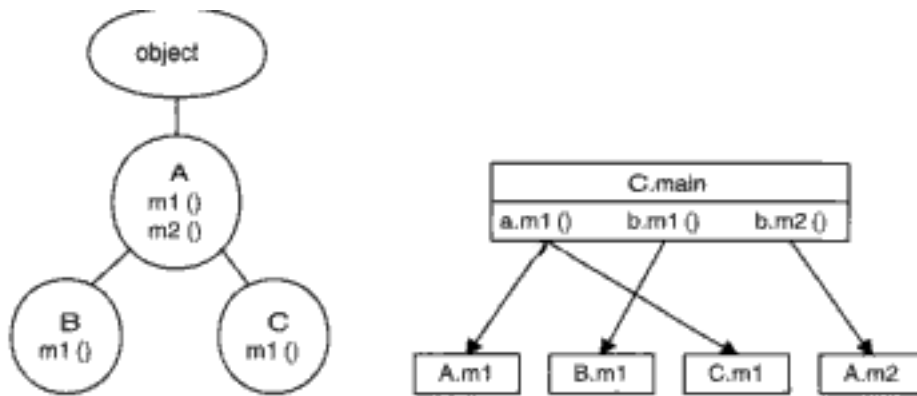 object
A
m1 ()
m2 ()
B
m1 ()
C
m1 ()
C.main
a.m1 () b.m1 () b.m2 ()
A.m1 B.m1 C.m1 A.m2